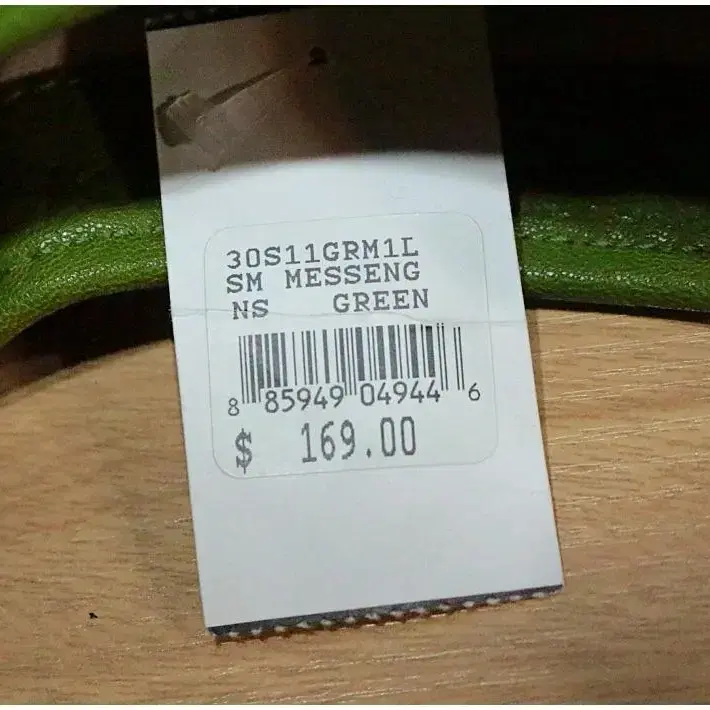 30S11GRM1L
SM MESSENG
NS GREEN
8 85949 04944 6
$ 169.00